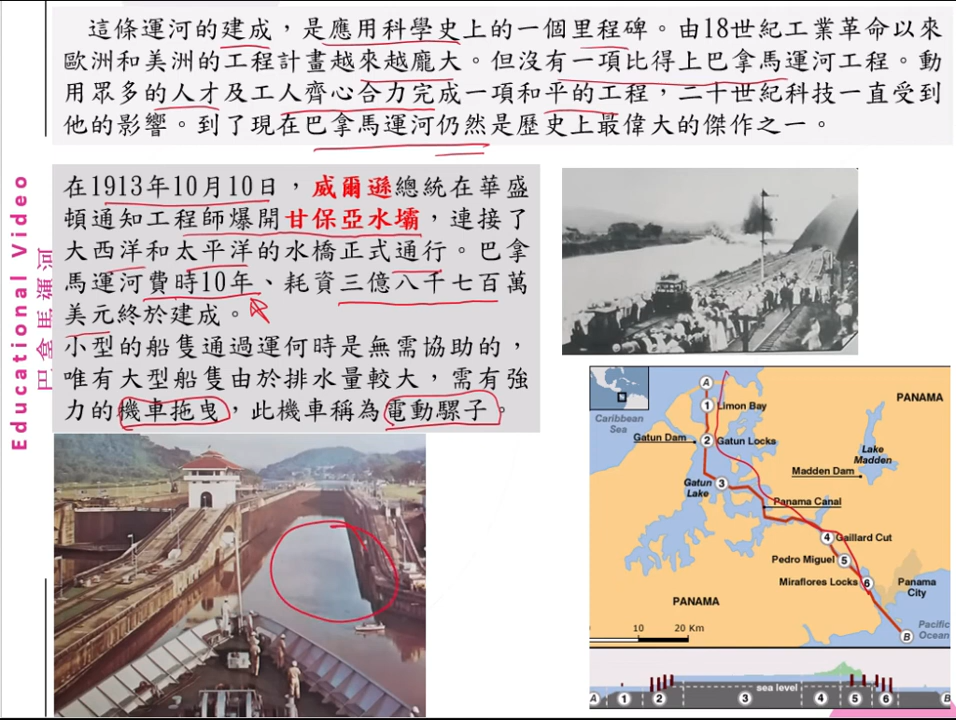 這條運河的建成，是應用科學史上的一個里程碑。由18世紀工業革命以來
歐洲和美洲的工程計畫越來越龐大。但沒有一項比得上巴拿馬運河工程。動
用眾多的人才及工人齊心合力完成一項和平的工程，二十世紀科技一直受到
他的影響。到了現在巴拿馬運河仍然是歷史上最偉大的傑作之一。
Educational Video
巴拿馬運河
在1913年10月10日，威爾遜總統在華盛
頓通知工程師爆開甘保亞水壩，連接了
大西洋和太平洋的水橋正式通行。巴拿
馬運河費時10年、耗資三億八千七百萬
美元終於建成。
小型的船隻通過運何時是無需協助的，
唯有大型船隻由於排水量較大，需有強
力的機車拖曳，此機車稱為電動騾子。
A
PANAMA
Caribbean
Sea
1 Limon Bay
Gatun Dam
2 Gatun Locks
Lake
Madden
Madden Dam
Gatun
Lake
3
Panama Canal
4 Gaillard Cut
Pedro Miguel 5
Miraflores Locks 6
Panama
City
PANAMA
Pacific
Ocean
B
10 20 Km
sea level
A 1 2 3 4 5 6 B